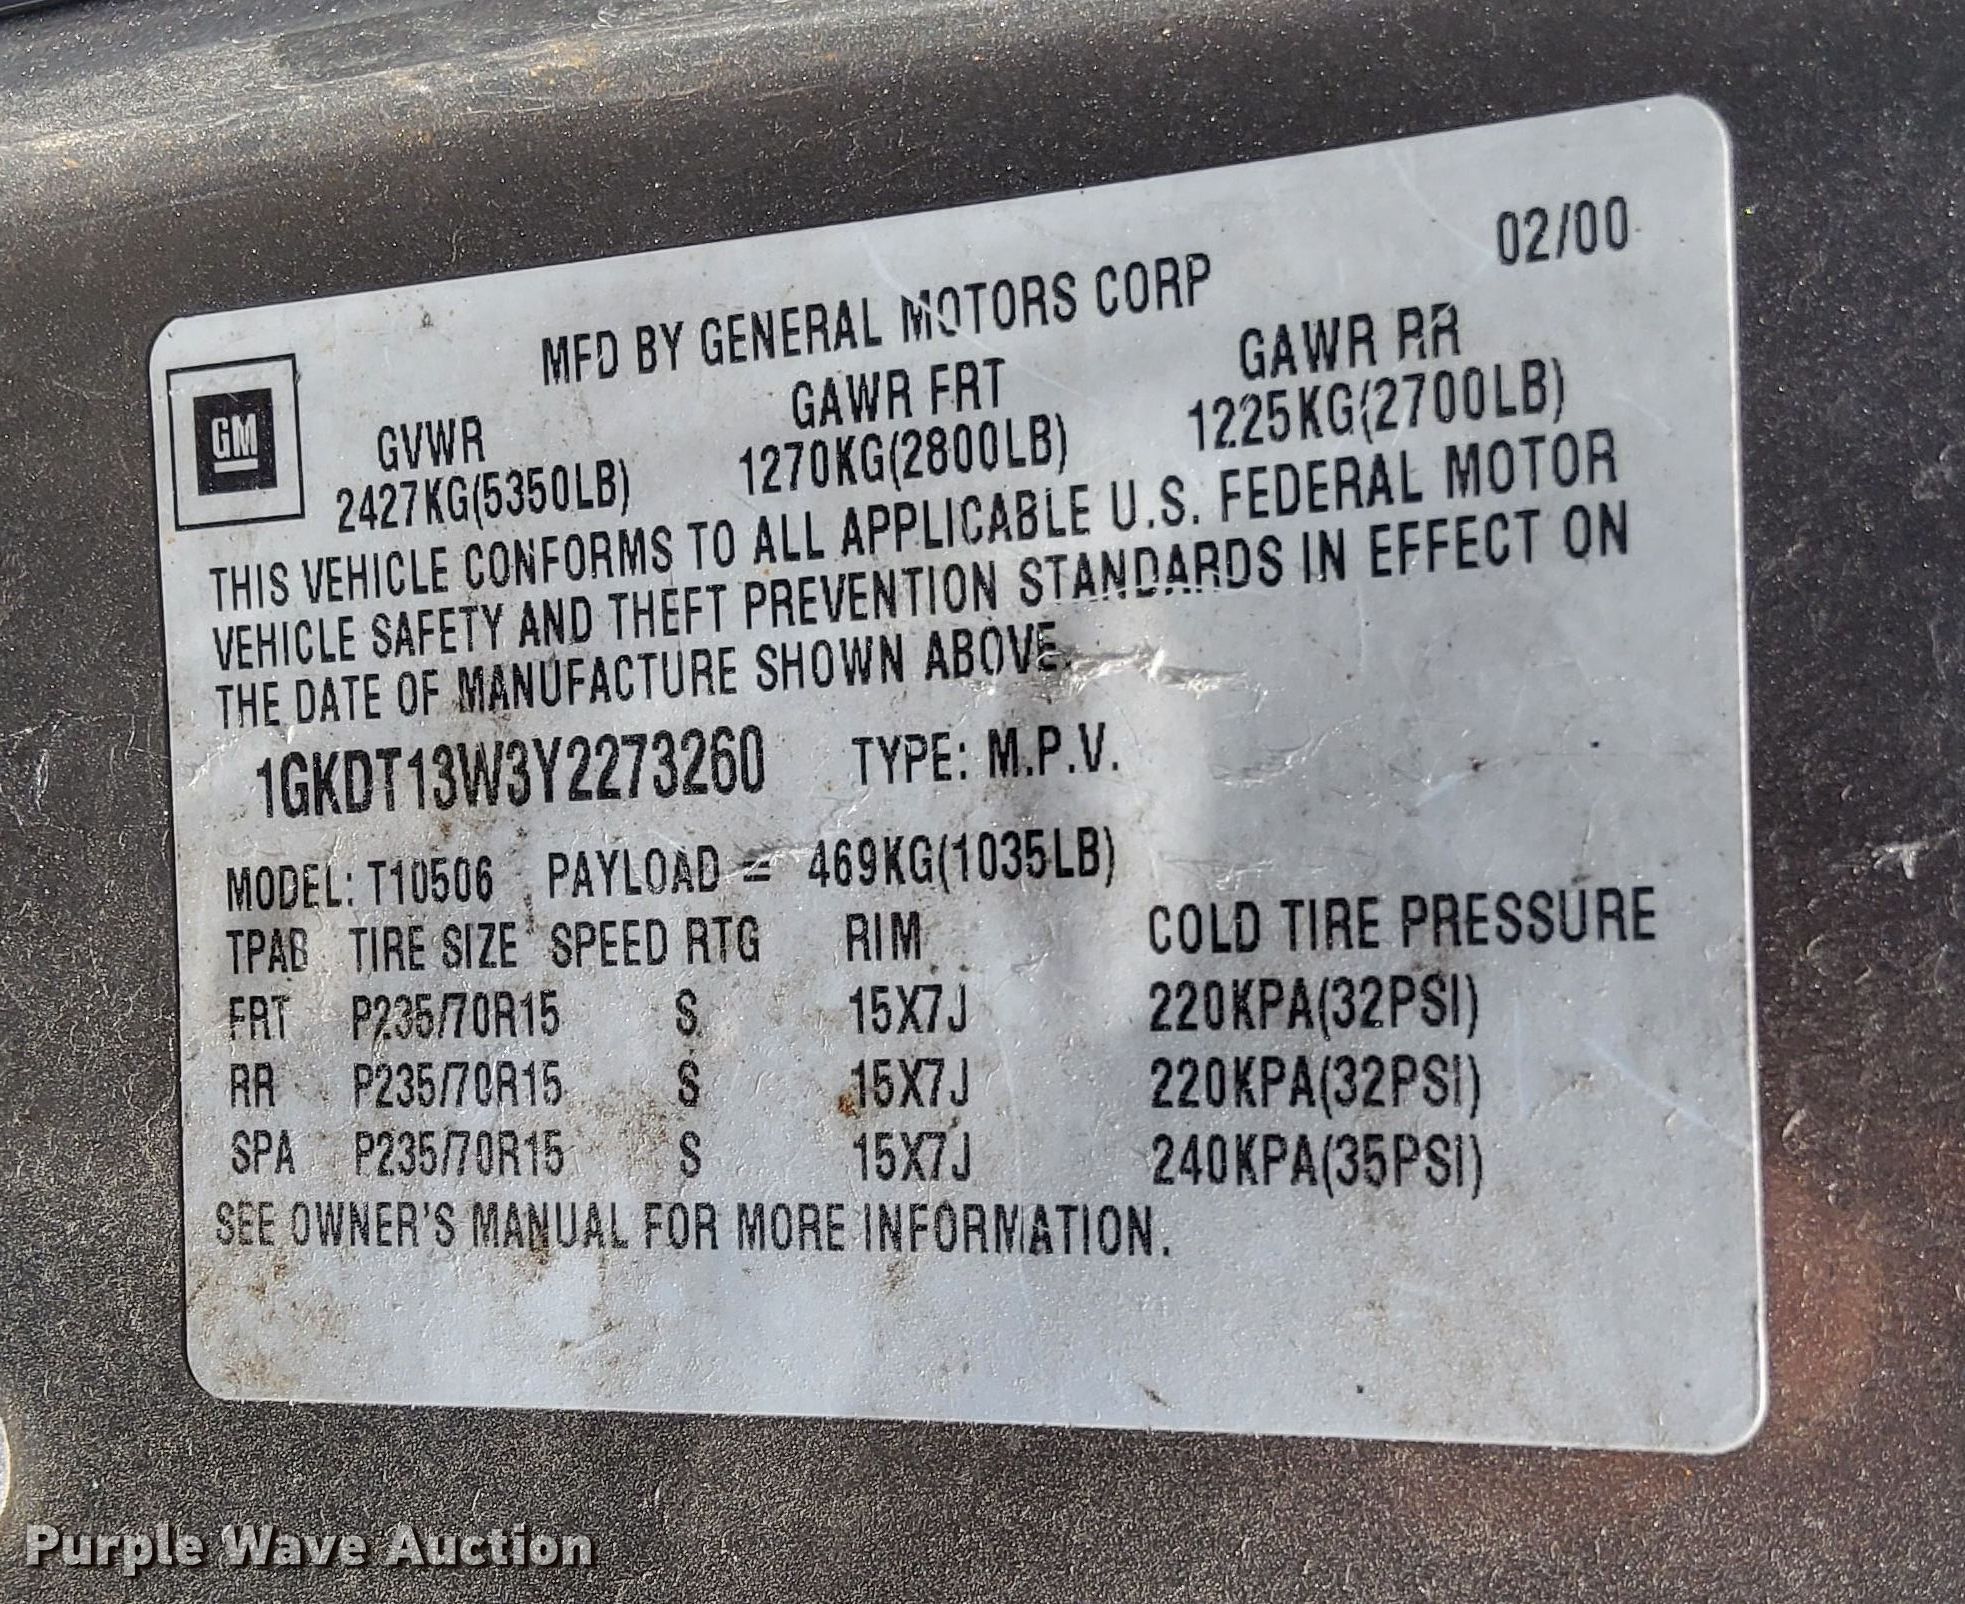 02/00
MFD BY GENERAL MOTORS CORP
GM
GVWR GAWR FRT GAWR RR
2427KG(5350LB) 1270KG(2800LB) 1225KG(2700LB)
THIS VEHICLE CONFORMS TO ALL APPLICABLE U.S. FEDERAL MOTOR
VEHICLE SAFETY AND THEFT PREVENTION STANDARDS IN EFFECT ON
THE DATE OF MANUFACTURE SHOWN ABOVE.
1GKDT13W3Y2273260 TYPE: M.P.V.
MODEL: T10506 PAYLOAD = 469KG(1035LB)
TPAB TIRE SIZE SPEED RTG RIM COLD TIRE PRESSURE
FRT P235/70R15 S 15X7J 220KPA(32PSI)
RR P235/70R15 S 15X7J 220KPA(32PSI)
SPA P235/70R15 S 15X7J 240KPA(35PSI)
SEE OWNER'S MANUAL FOR MORE INFORMATION.
Purple Wave Auction